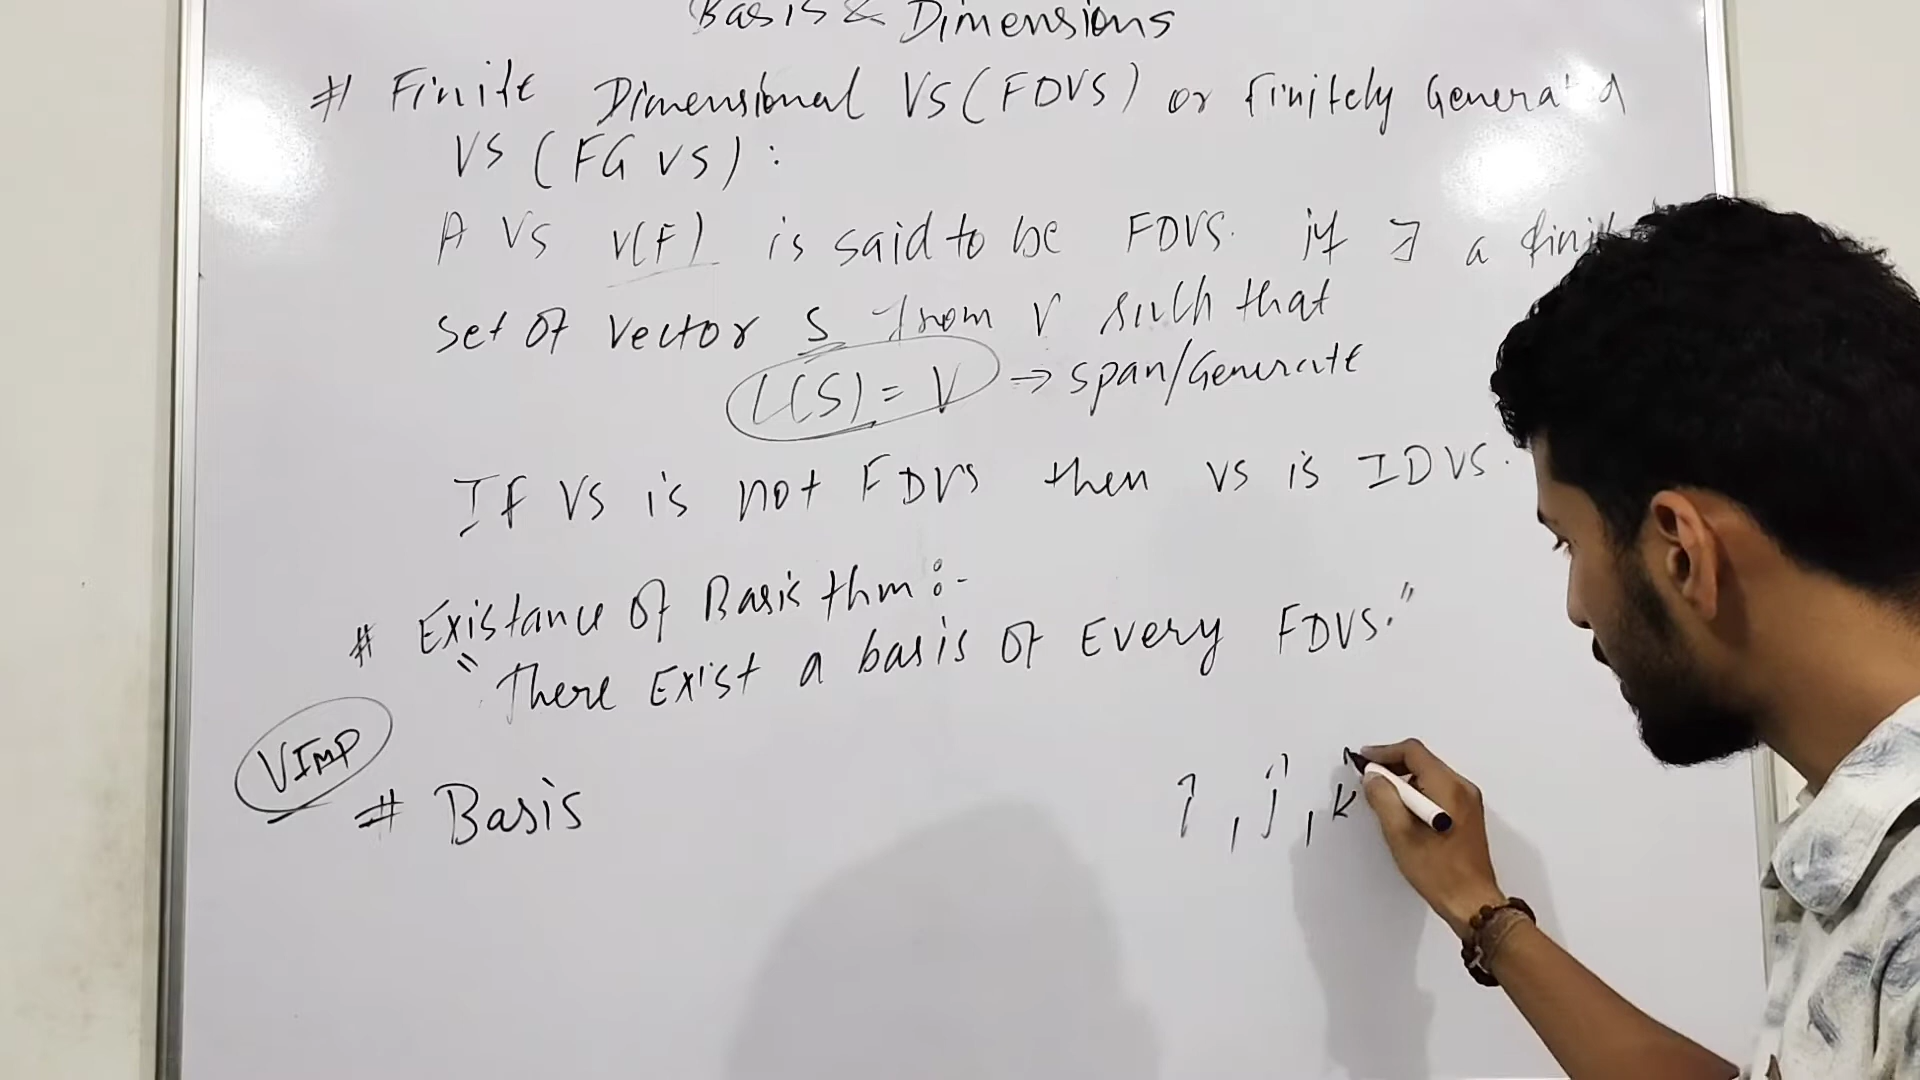 Basis & Dimensions
# Finite Dimensional VS (FDVS) or finitely Generated
VS (FG VS) :
A VS V(F) is said to be FDVS. if ∃ a
set of vector S from V such that
L(S) = V → span/Generate
If VS is not FDVS then VS is IDVS.
# Existance of Basis thm :-
"There Exist a basis of Every FDVS."
VIMP
# Basis
î, ĵ, k